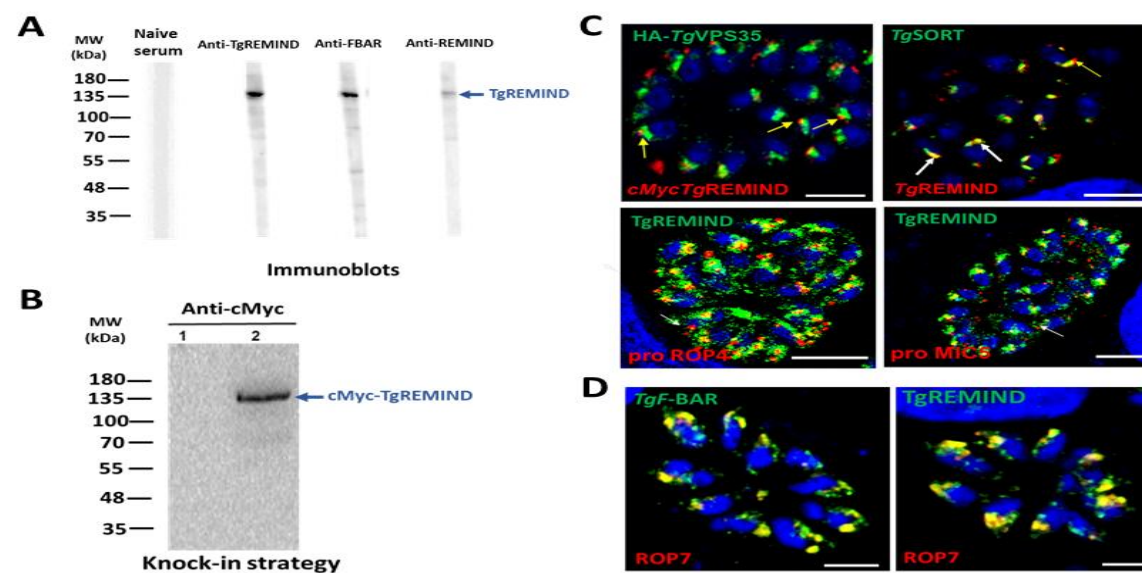 A
MW
(kDa)
Naive
serum
Anti-TgREMIND
Anti-FBAR
Anti-REMIND
180
135
100
70
55
48
35
TgREMIND
Immunoblots
B
Anti-cMyc
MW
(kDa)
1
2
180
135
100
70
55
48
35
cMyc-TgREMIND
Knock-in strategy
C
HA-TgVPS35
cMycTgREMIND
TgSORT
TgREMIND
TgREMIND
pro ROP4
TgREMIND
D
TgF-BAR
ROP7
TgREMIND
ROP7